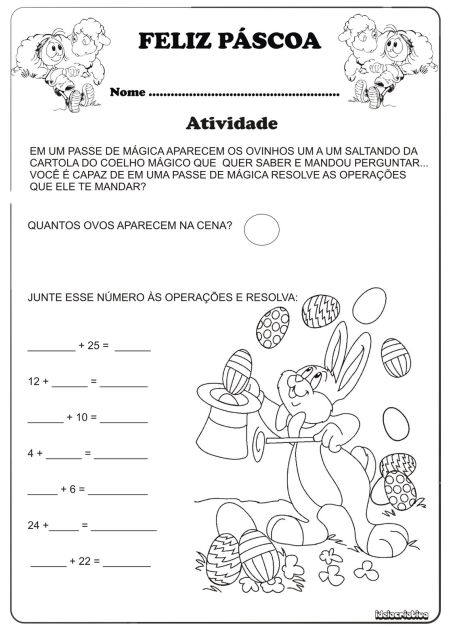 FELIZ PÁSCOA
Nome ....................................................
Atividade
EM UM PASSE DE MÁGICA APARECEM OS OVINHOS UM A UM SALTANDO DA
CARTOLA DO COELHO MÁGICO QUE QUER SABER E MANDOU PERGUNTAR...
VOCÊ É CAPAZ DE EM UMA PASSE DE MÁGICA RESOLVE AS OPERAÇÕES
QUE ELE TE MANDAR?
QUANTOS OVOS APARECEM NA CENA?
JUNTE ESSE NÚMERO ÀS OPERAÇÕES E RESOLVA:
________ + 25 = ______
12 + ______ = ________
______ + 10 = ________
4 + ______ = _________
_____ + 6 = __________
24 +_____ = ___________
______ + 22 = _________
ideiacriativa